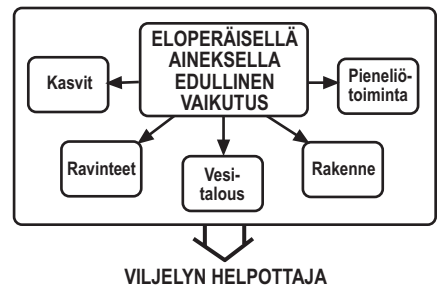 ELOPERÄISELLÄ
AINEKSELLA
EDULLINEN
VAIKUTUS
Kasvit
Pieneliö-
toiminta
Ravinteet
Vesi-
talous
Rakenne
VILJELYN HELPOTTAJA